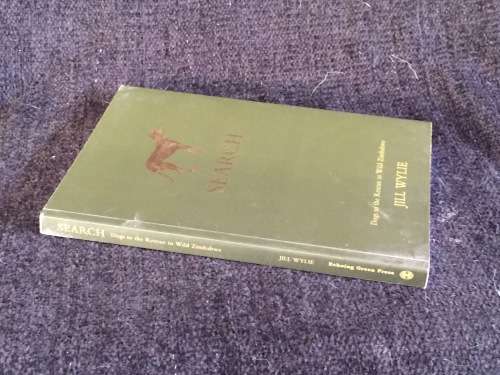 SEARCH
Dogs to the Rescue in Wild Zimbabwe
JILL WYLIE
SEARCH Dogs to the Rescue in Wild Zimbabwe JILL WYLIE Echoing Green Press